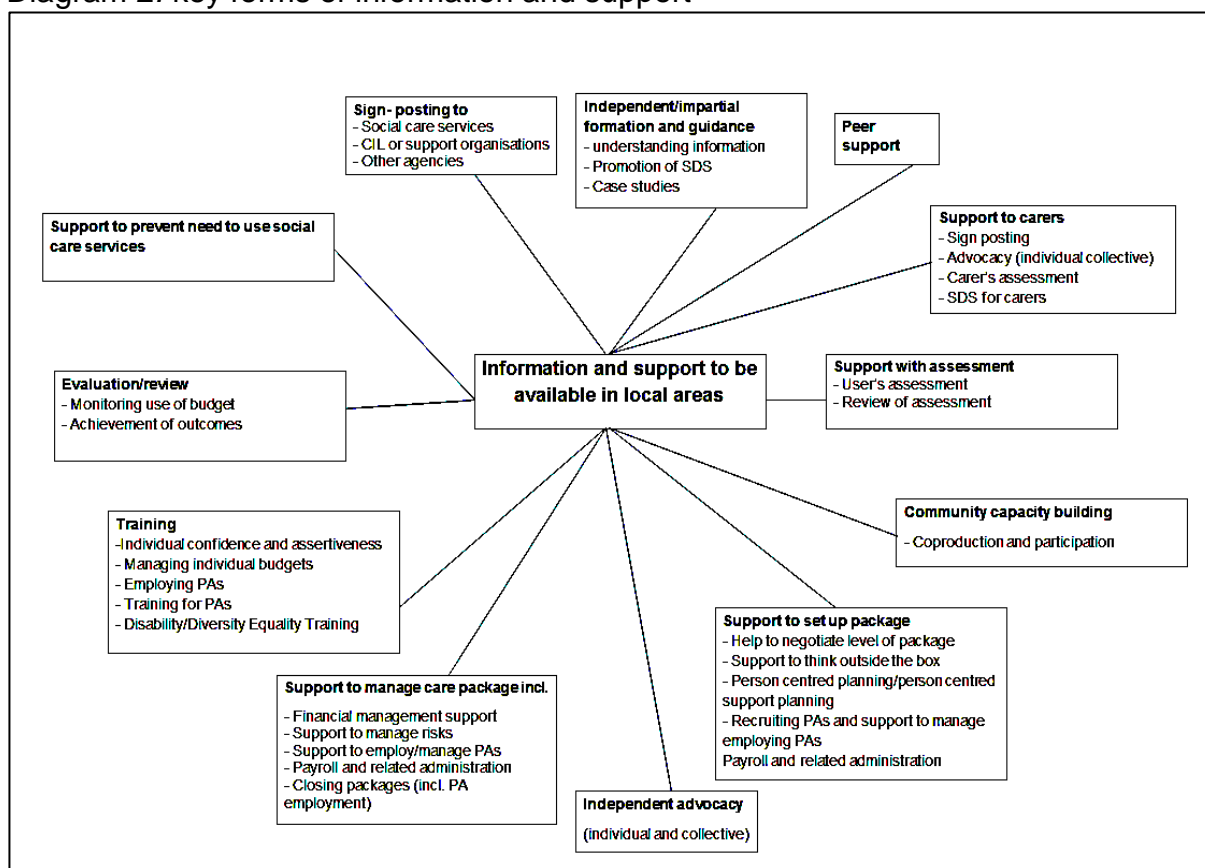 Diagram 2: key forms of information and support
Sign- posting to
- Social care services
- CIL or support organisations
- Other agencies
Independent/impartial
formation and guidance
- understanding information
- Promotion of SDS
- Case studies
Peer
support
Support to carers
- Sign posting
- Advocacy (individual collective)
- Carer's assessment
- SDS for carers
Support to prevent need to use social
care services
Information and support to be
available in local areas
Support with assessment
- User's assessment
- Review of assessment
Evaluation/review
- Monitoring use of budget
- Achievement of outcomes
Community capacity building
- Coproduction and participation
Training
-Individual confidence and assertiveness
- Managing individual budgets
- Employing PAs
- Training for PAs
- Disability/Diversity Equality Training
Support to set up package
- Help to negotiate level of package
- Support to think outside the box
- Person centred planning/person centred
support planning
- Recruiting PAs and support to manage
employing PAs
Payroll and related administration
Support to manage care package incl.
- Financial management support
- Support to manage risks
- Support to employ/manage PAs
- Payroll and related administration
- Closing packages (incl. PA
employment)
Independent advocacy
(individual and collective)